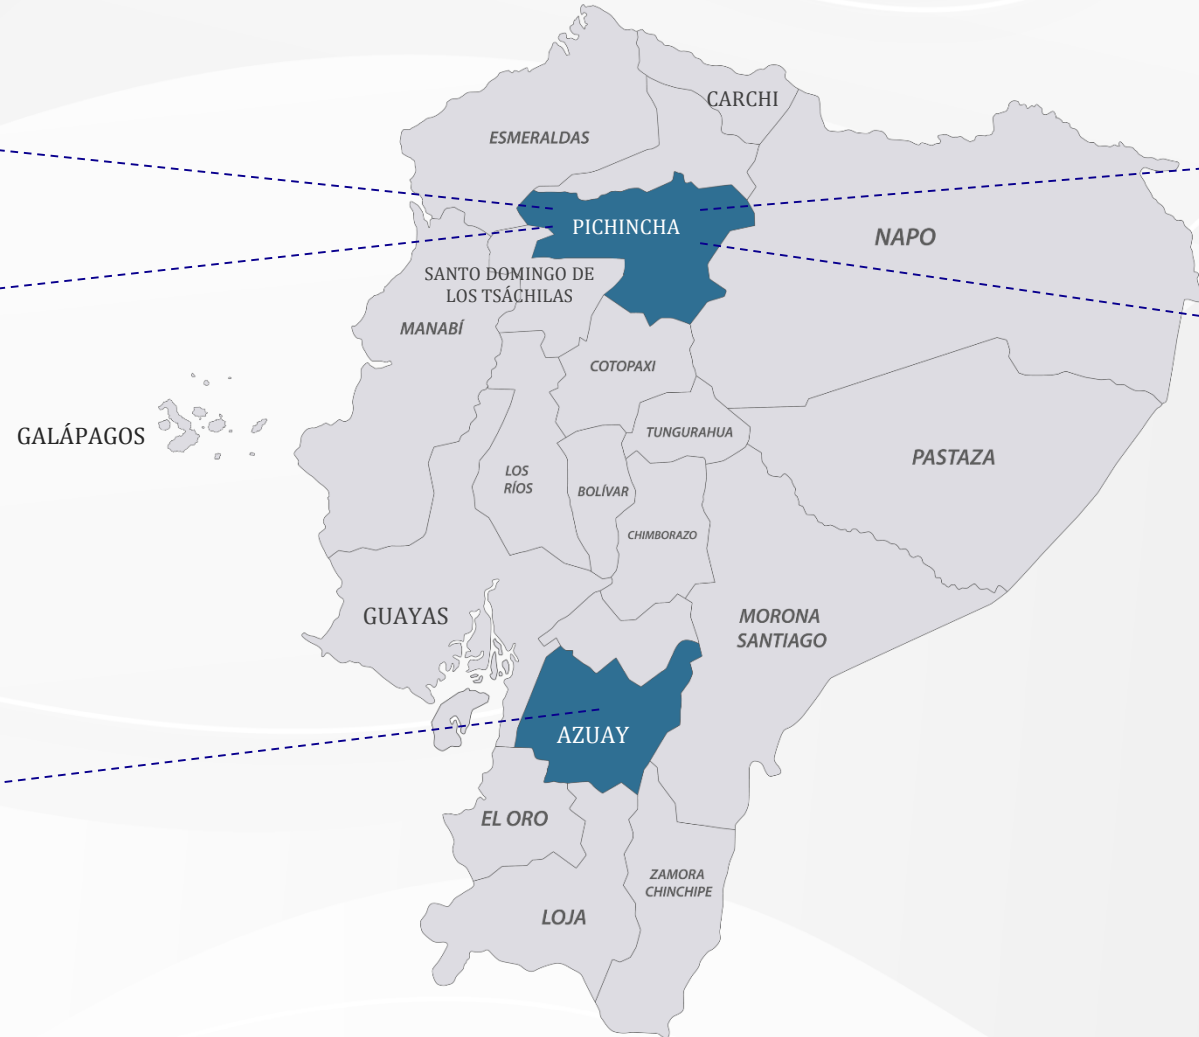 CARCHI
ESMERALDAS
PICHINCHA
NAPO
SANTO DOMINGO DE
LOS TSÁCHILAS
MANABÍ
COTOPAXI
GALÁPAGOS
TUNGURAHUA
PASTAZA
LOS
RÍOS
BOLÍVAR
CHIMBORAZO
GUAYAS
MORONA
SANTIAGO
AZUAY
EL ORO
ZAMORA
CHINCHIPE
LOJA